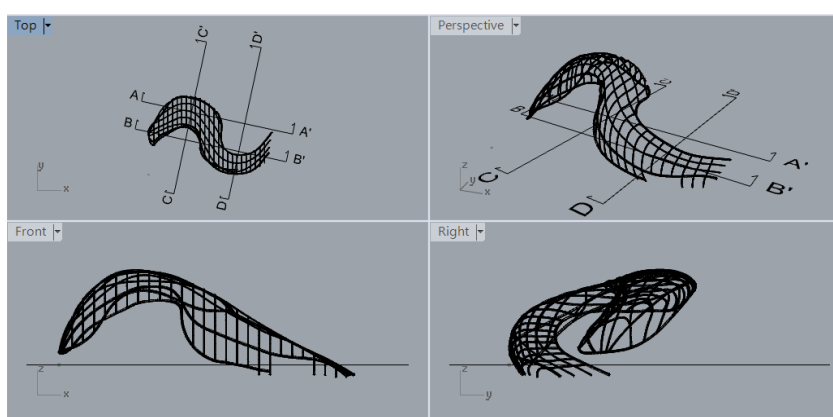 Top
C'
D'
A
B
A'
B'
C
D
y
x
Perspective
C'
D'
B
A'
B'
C
D
z
y
x
Front
z
x
Right
z
y